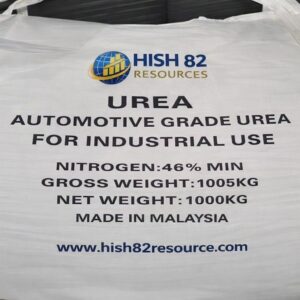 HISH 82
RESOURCES
UREA
AUTOMOTIVE GRADE UREA
FOR INDUSTRIAL USE
NITROGEN:46% MIN
GROSS WEIGHT:1005KG
NET WEIGHT:1000KG
MADE IN MALAYSIA
www.hish82resource.com